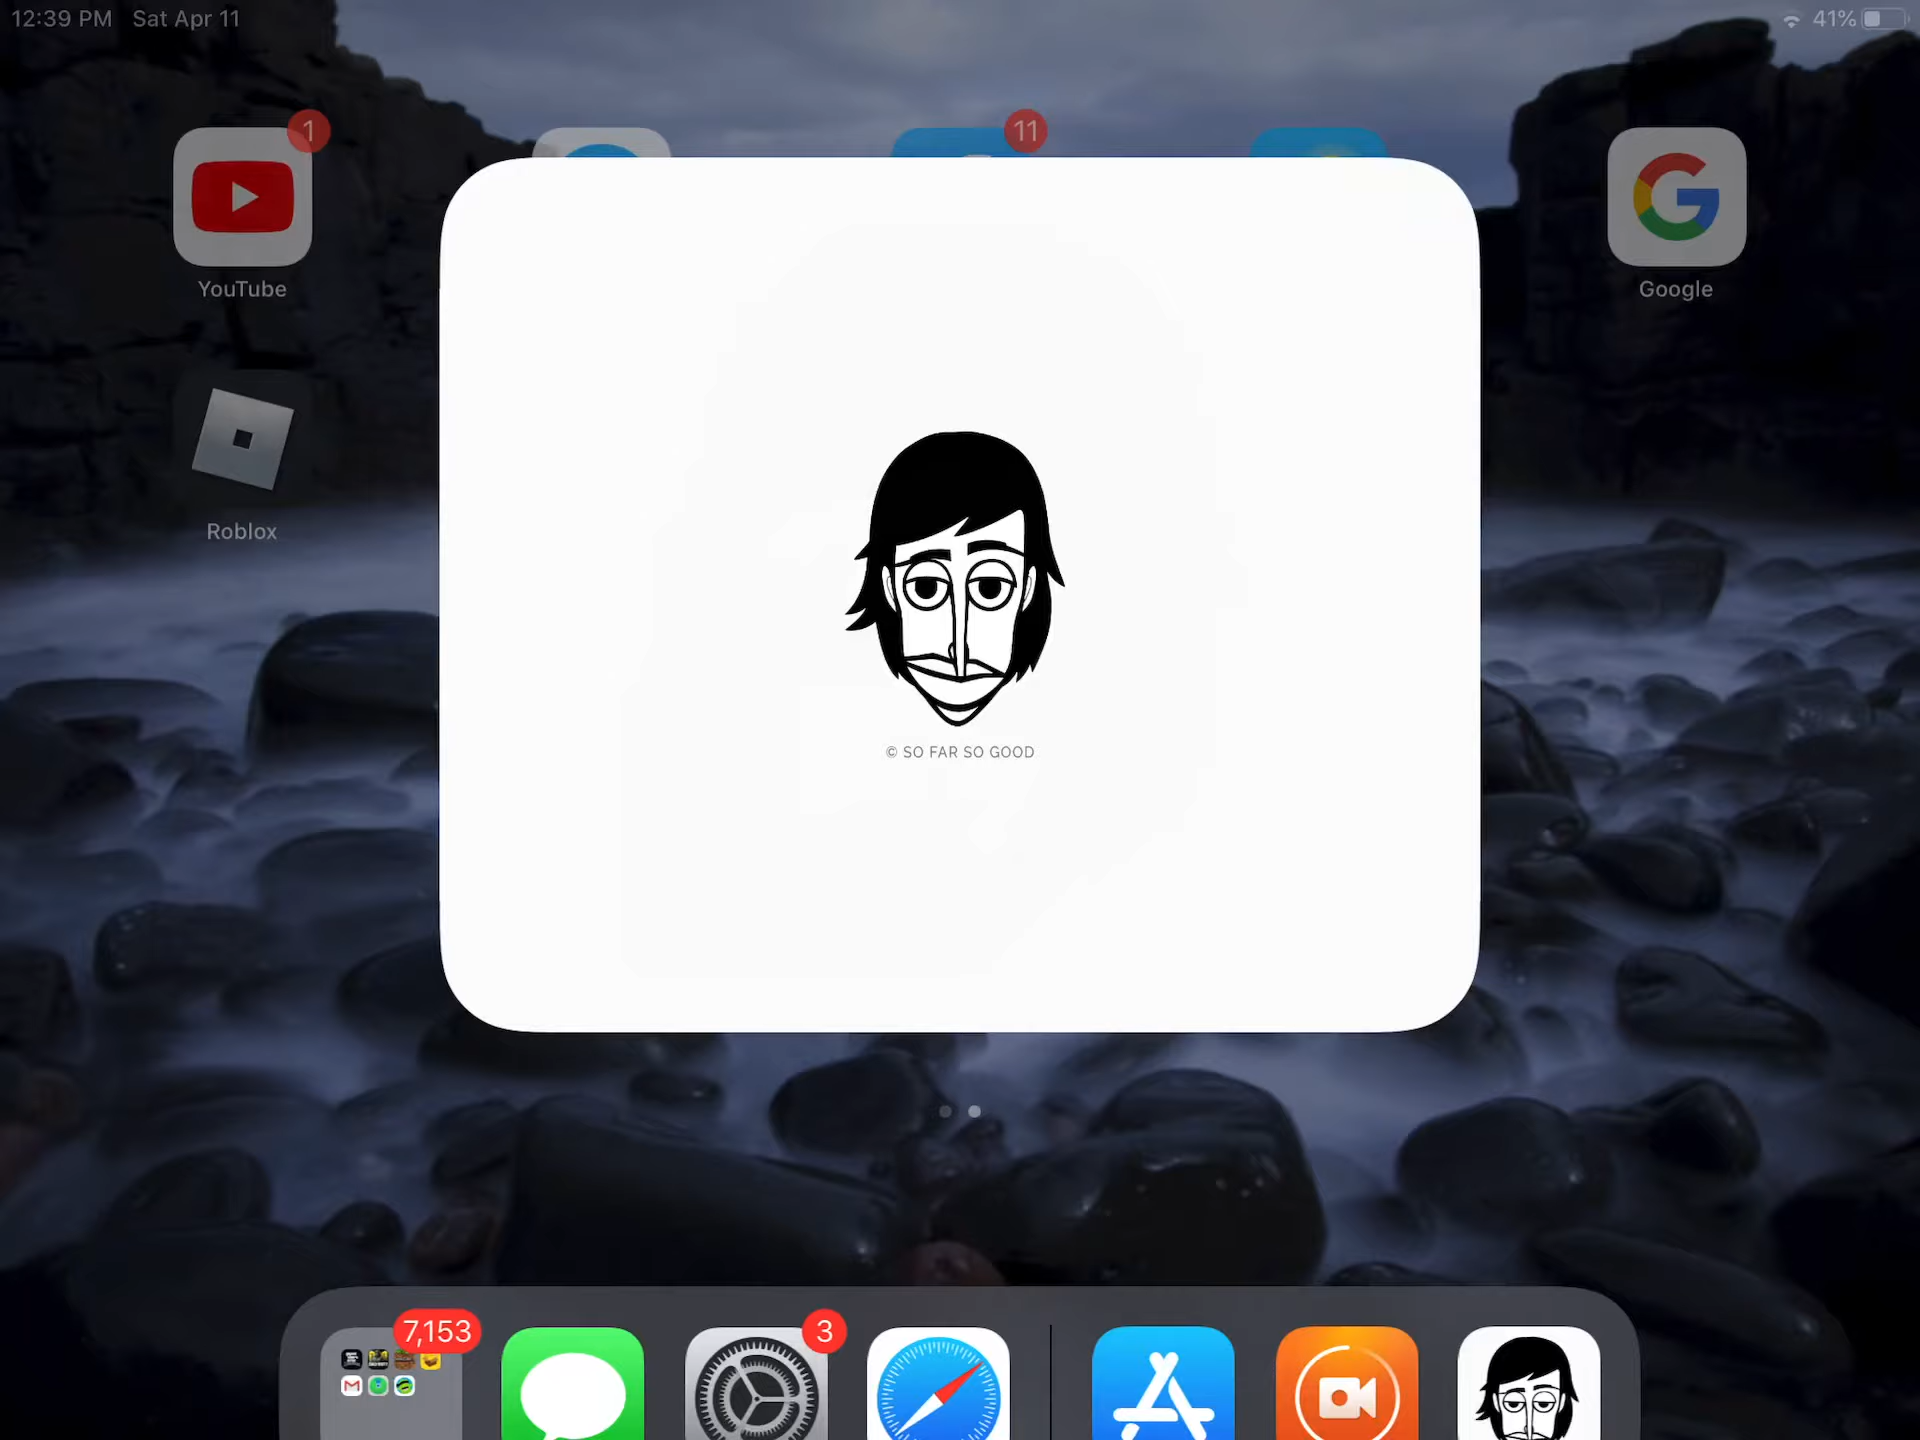 12:39 PM Sat Apr 11
41%
1
11
YouTube
Google
Roblox
© SO FAR SO GOOD
7,153
3